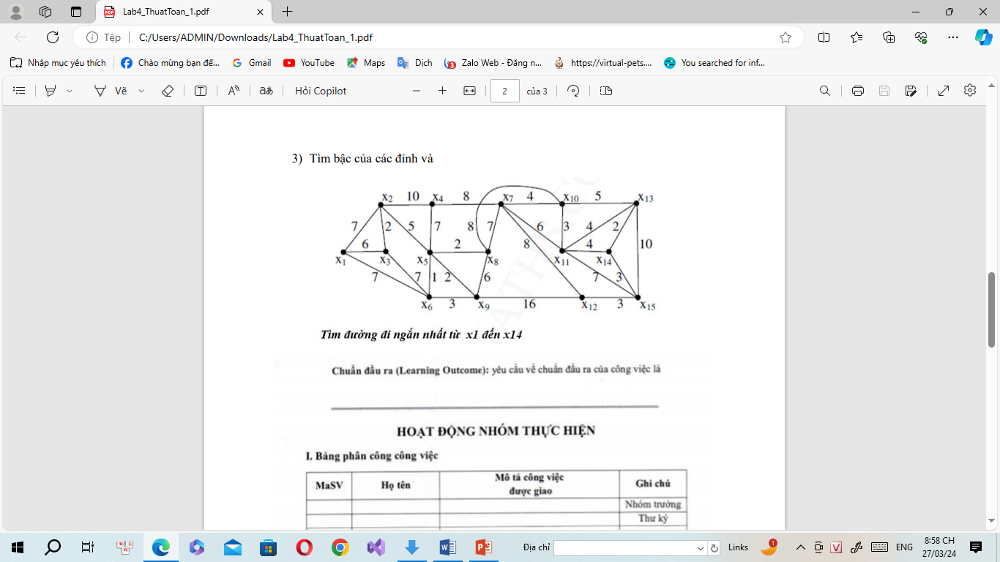 Lab4_ThuatToan_1.pdf
Tệp C:/Users/ADMIN/Downloads/Lab4_ThuatToan_1.pdf
Nhập mục yêu thích Chào mừng bạn đế... Gmail YouTube Maps Dịch Zalo Web - Đăng n... https://virtual-pets.... You searched for inf...
Vẽ Hỏi Copilot 2 của 3
3) Tìm bậc của các đỉnh và
x2 10 x4 8 x7 4 x10 5 x13
7 2 5 7 8 7 6 3 4 2
6 2 8 4 10
x1 x3 x5 x8 x11 x14
7 7 1 2 6 7 3
x6 3 x9 16 x12 3 x15
Tìm đường đi ngắn nhất từ x1 đến x14
Chuẩn đầu ra (Learning Outcome): yêu cầu về chuẩn đầu ra của công việc là
HOẠT ĐỘNG NHÓM THỰC HIỆN
I. Bảng phân công công việc
MaSV Họ tên Mô tả công việc được giao Ghi chú
Nhóm trưởng
Thư ký
Địa chỉ Links 1 ENG 8:58 CH
27/03/24